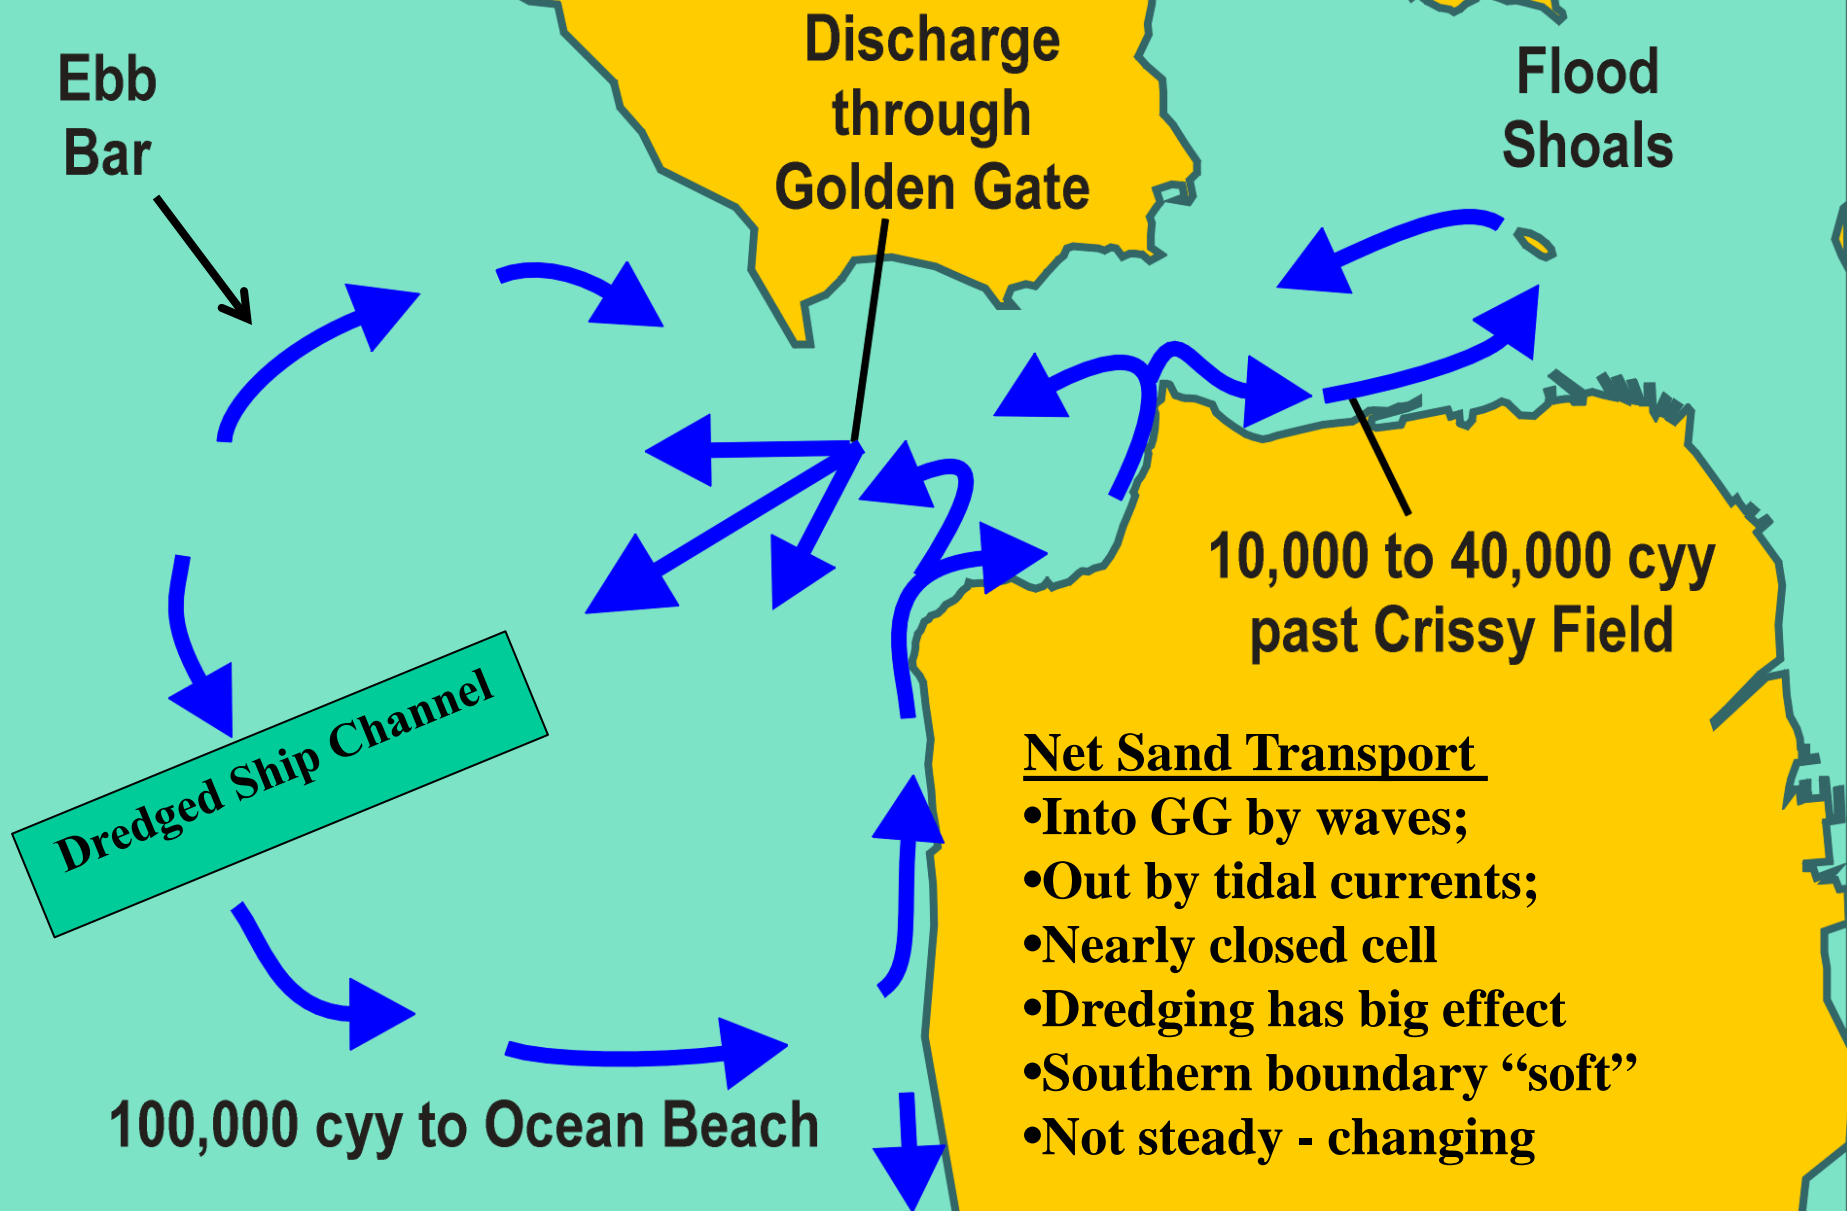 Ebb
Bar
Discharge
through
Golden Gate
Flood
Shoals
10,000 to 40,000 cyy
past Crissy Field
Dredged Ship Channel
Net Sand Transport
•Into GG by waves;
•Out by tidal currents;
•Nearly closed cell
•Dredging has big effect
•Southern boundary “soft”
•Not steady - changing
100,000 cyy to Ocean Beach